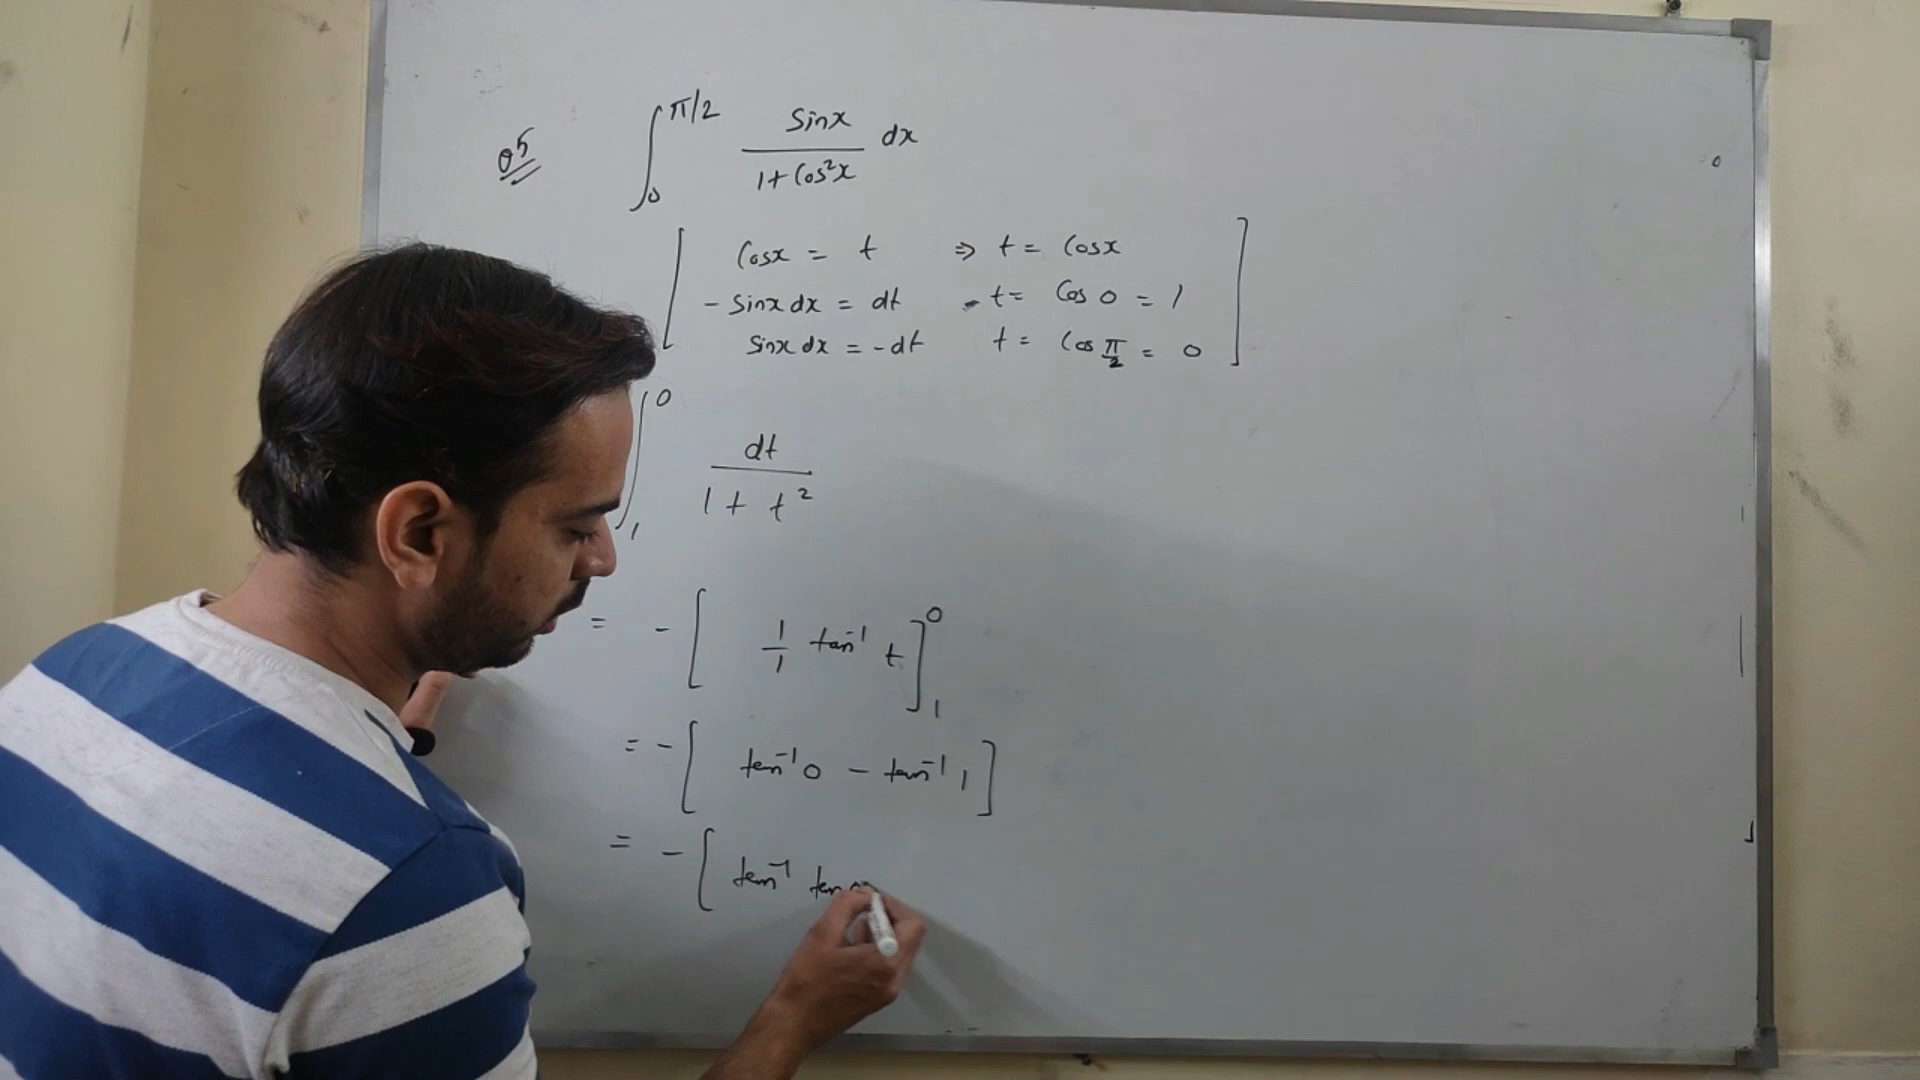 Q5 ∫₀^π/2 Sinx / 1+Cos²x dx
[ Cosx = t ⇒ t = Cosx
- Sinx dx = dt t = Cos 0 = 1
Sinx dx = -dt t = Cos π/2 = 0 ]
∫₁⁰ dt / 1 + t²
= - [ 1/1 tan⁻¹ t ]₁⁰
= - [ tan⁻¹ 0 - tan⁻¹ 1 ]
= - [ tan⁻¹ tan